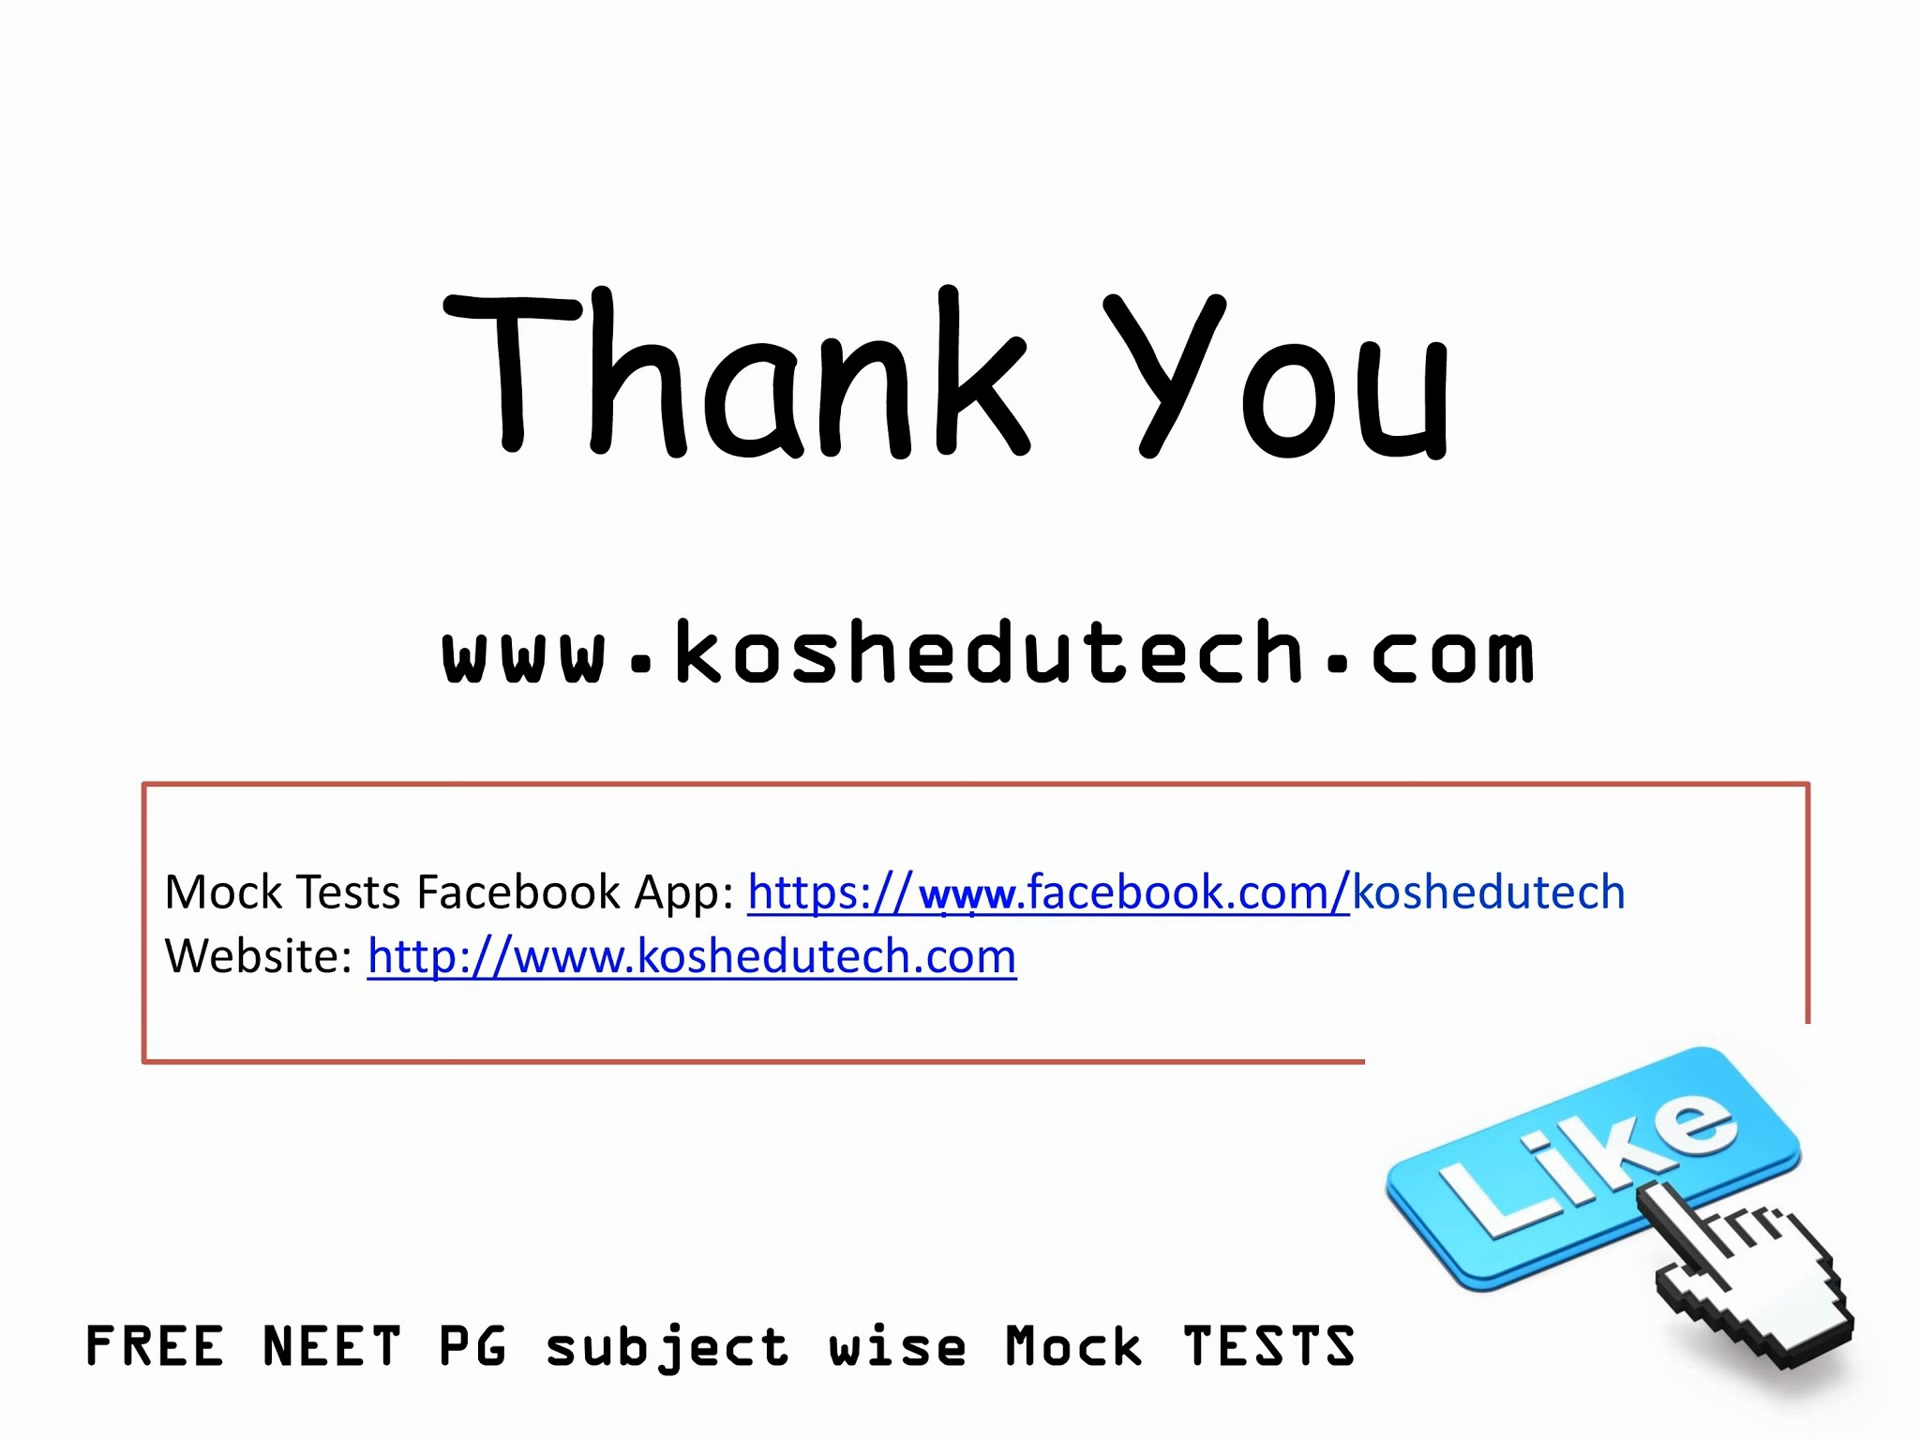 Thank You
www.koshedutech.com
Mock Tests Facebook App: https://www.facebook.com/koshedutech
Website: http://www.koshedutech.com
Like
FREE NEET PG subject wise Mock TESTS